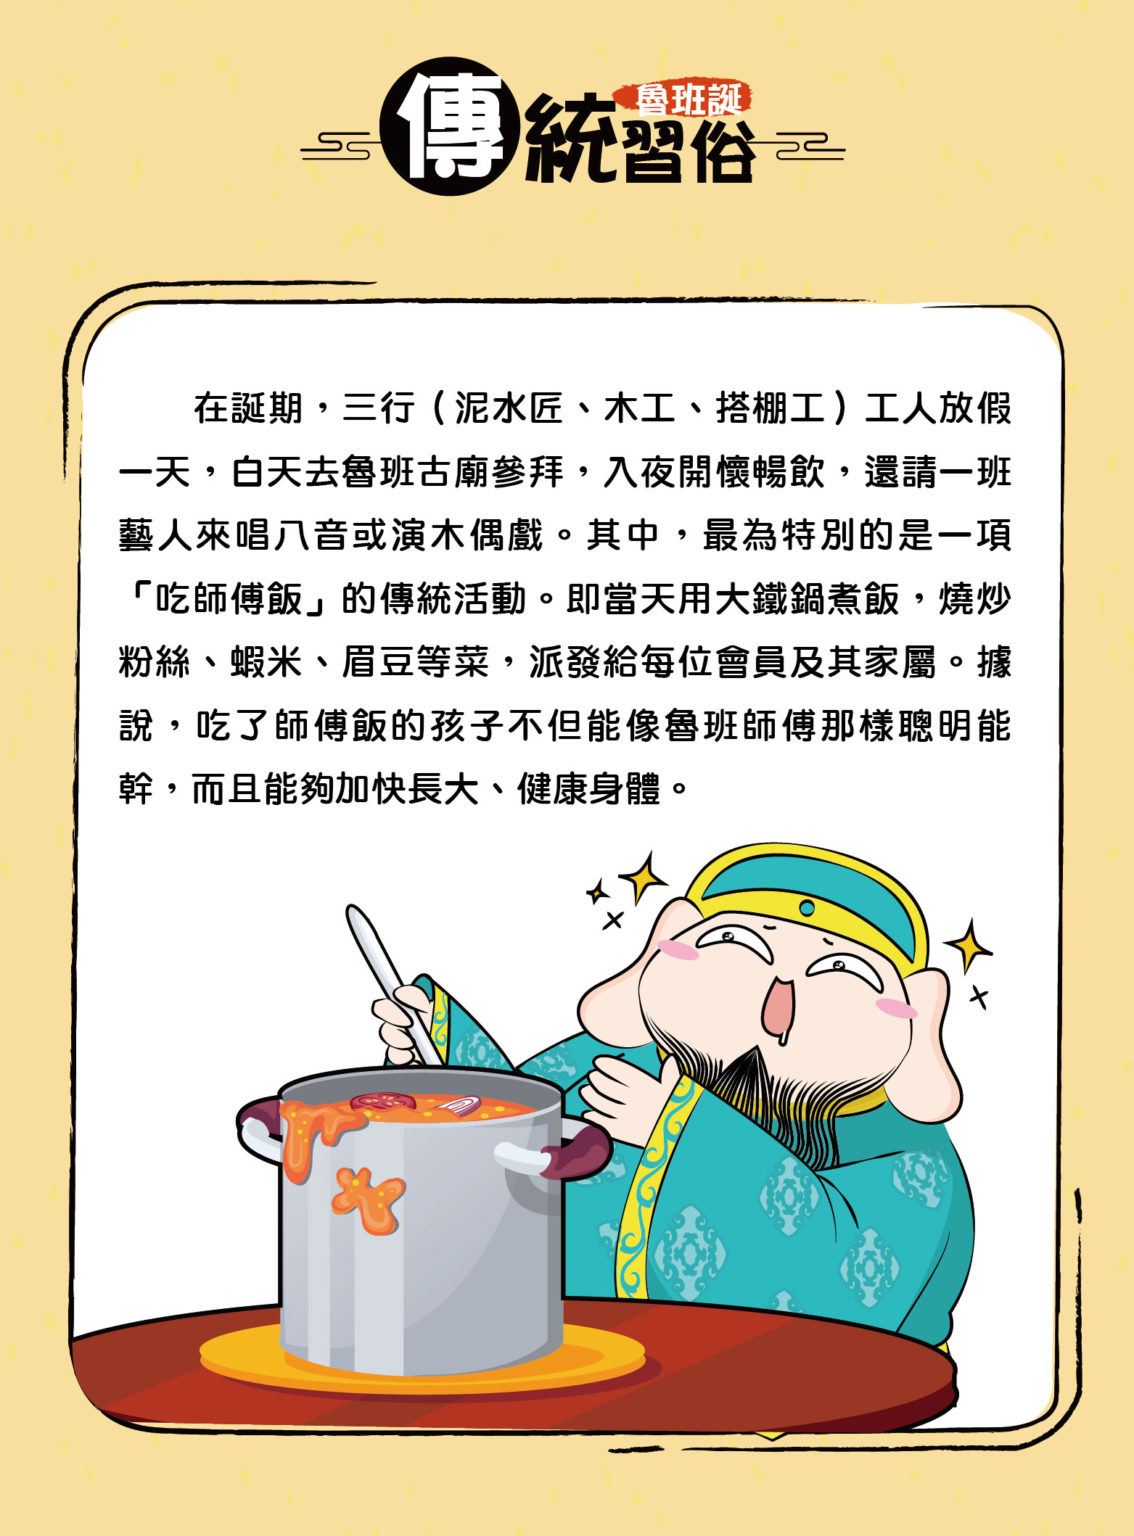 魯班誕
傳統習俗
在誕期，三行（泥水匠、木工、搭棚工）工人放假
一天，白天去魯班古廟參拜，入夜開懷暢飲，還請一班
藝人來唱八音或演木偶戲。其中，最為特別的是一項
「吃師傅飯」的傳統活動。即當天用大鐵鍋煮飯，燒炒
粉絲、蝦米、眉豆等菜，派發給每位會員及其家屬。據
說，吃了師傅飯的孩子不但能像魯班師傅那樣聰明能
幹，而且能夠加快長大、健康身體。